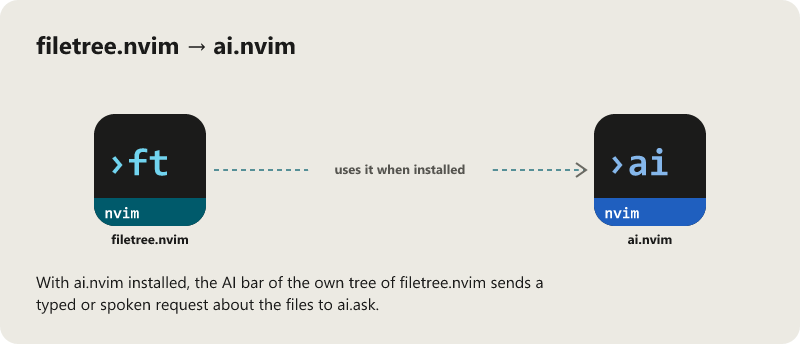 filetree.nvim → ai.nvim
›ft
nvim
filetree.nvim
uses it when installed
›ai
nvim
ai.nvim
With ai.nvim installed, the AI bar of the own tree of filetree.nvim sends a
typed or spoken request about the files to ai.ask.